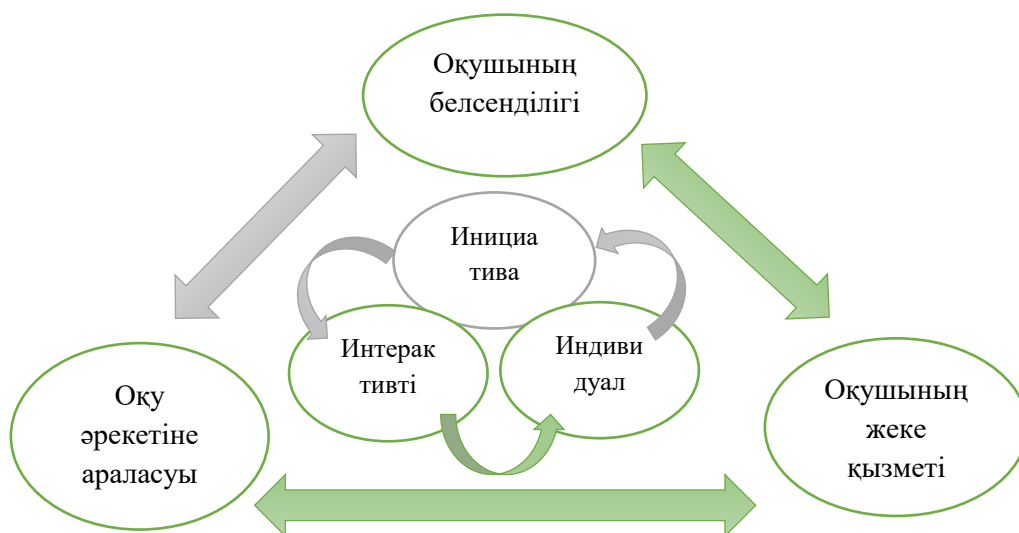 Оқушының
белсенділігі
Инициа
тива
Интерак
тивті
Индиви
дуал
Оқу
әрекетіне
араласуы
Оқушының
жеке
қызметі